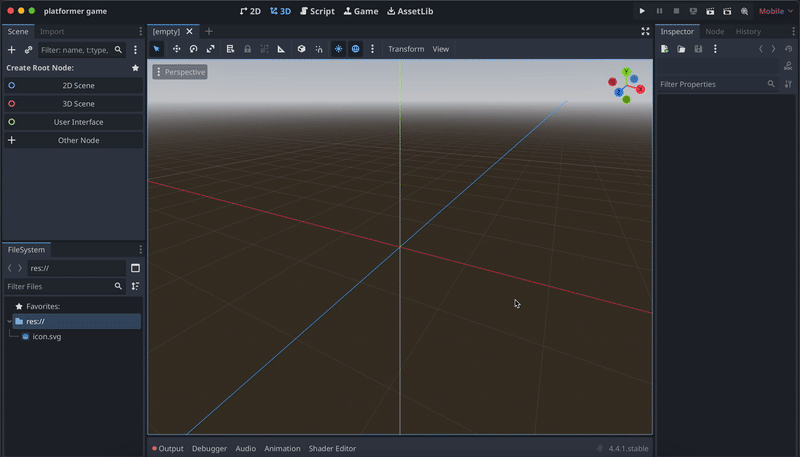 platformer game
2D
3D
Script
Game
AssetLib
Mobile
Scene
Import
Filter: name, t:type,
Create Root Node:
2D Scene
3D Scene
User Interface
Other Node
FileSystem
res://
Filter Files
Favorites:
res://
icon.svg
[empty]
Transform
View
Perspective
Y
X
Z
Output
Debugger
Audio
Animation
Shader Editor
4.4.1.stable
Inspector
Node
History
DOC
Filter Properties